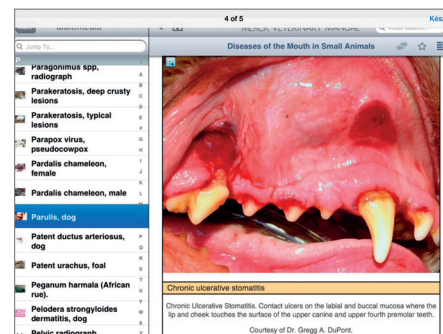 4 of 5
Kész
Multimedia
MERCK VETERINARY MANUAL
Jump To...
Diseases of the Mouth in Small Animals
P
Paragonimus spp,
radiograph
Parakeratosis, deep crusty
lesions
Parakeratosis, typical
lesions
Parapox virus,
pseudocowpox
Pardalis chameleon,
female
Pardalis chameleon, male
Parulis, dog
Patent ductus arteriosus,
dog
Patent urachus, foal
Peganum harmala (African
rue).
Pelodera strongyloides
dermatitis, dog
Pelvic radiograph
A
B
C
D
E
F
G
H
I
J
K
L
P
Q
R
S
T
U
V
W
X
Y
Z
Chronic ulcerative stomatitis
Chronic Ulcerative Stomatitis. Contact ulcers on the labial and buccal mucosa where the
lip and cheek touches the surface of the upper canine and upper fourth premolar teeth.
Courtesy of Dr. Gregg A. DuPont.